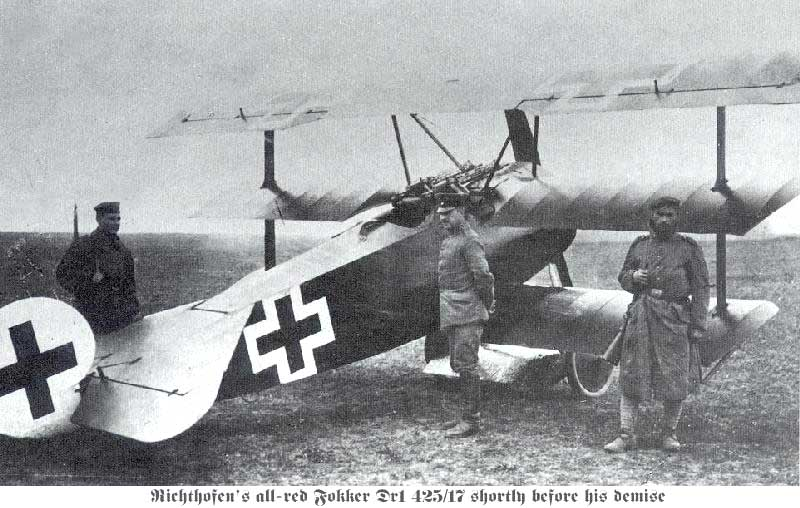 Richthofen's all-red Fokker Dr1 425/17 shortly before his demise